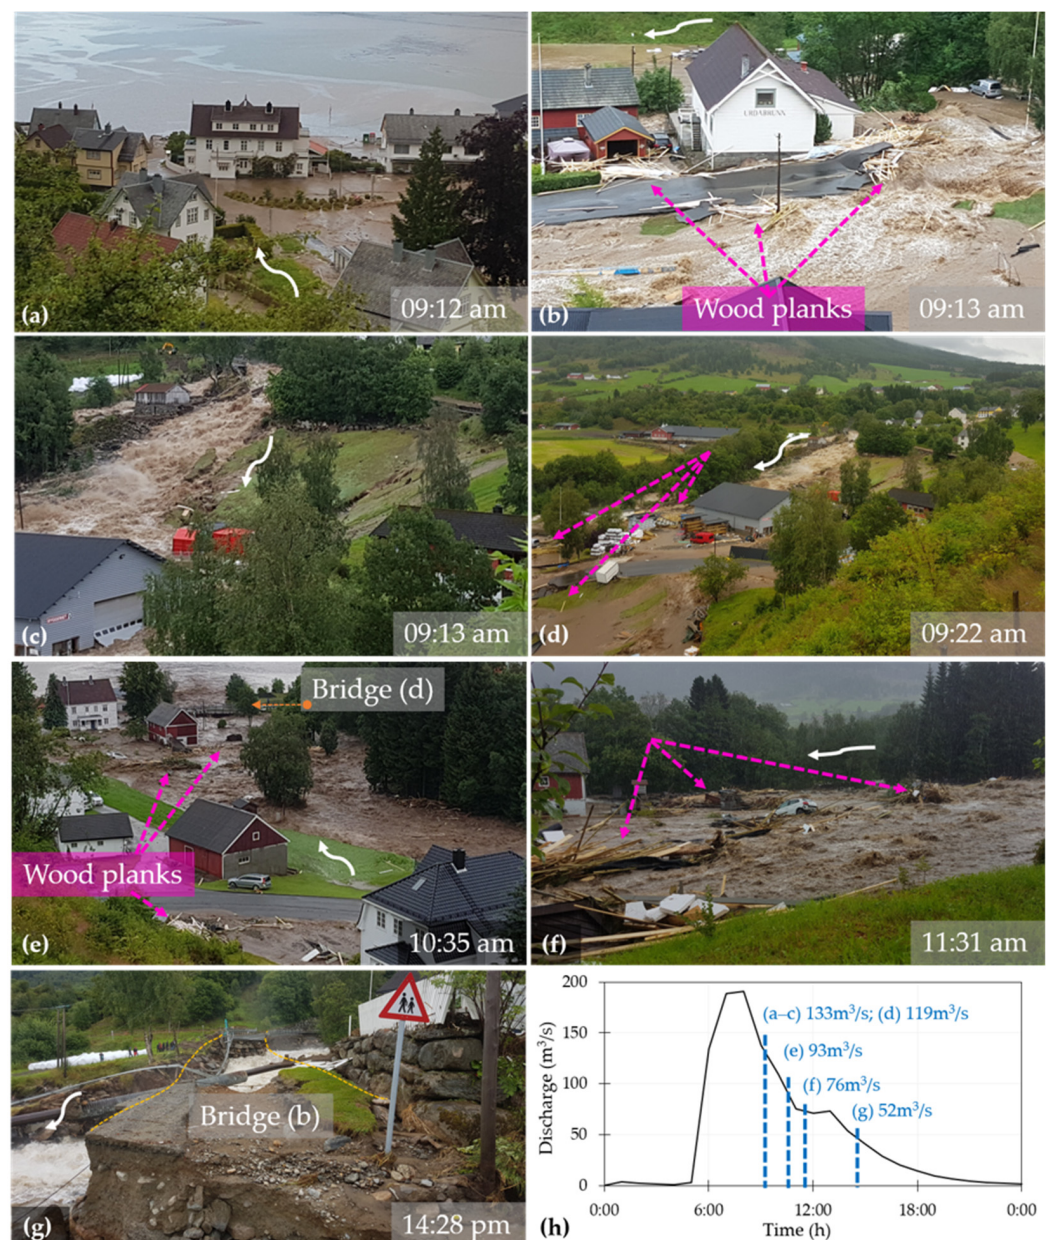 (a)
09:12 am
LÆRABRUNN
Wood planks
(b)
09:13 am
(c)
09:13 am
(d)
09:22 am
Bridge (d)
Wood planks
(e)
10:35 am
(f)
11:31 am
Bridge (b)
(g)
14:28 pm
Discharge (m³/s)
200
150
100
50
0
(a–c) 133m³/s; (d) 119m³/s
(e) 93m³/s
(f) 76m³/s
(g) 52m³/s
0:00 6:00 12:00 18:00 0:00
Time (h)
(h)